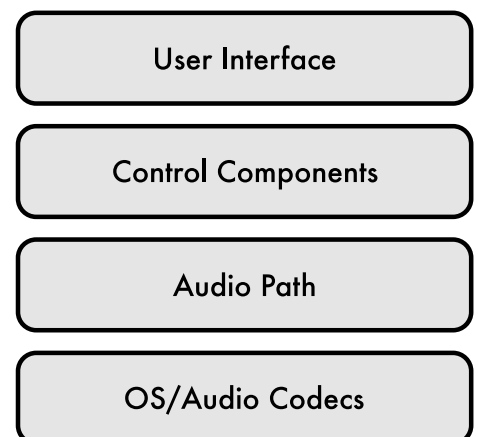 User Interface
Control Components
Audio Path
OS/Audio Codecs